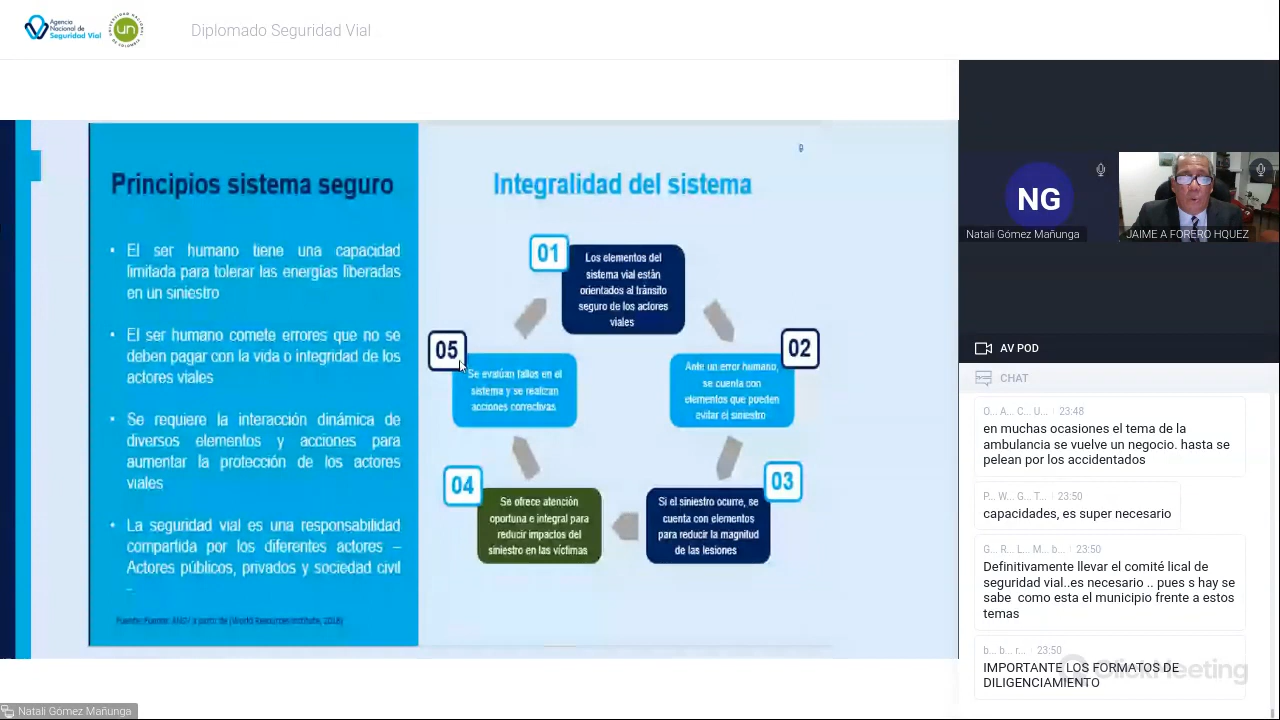 Agencia
Nacional de
Seguridad Vial
un
Diplomado Seguridad Vial
Principios sistema seguro
• El ser humano tiene una capacidad
limitada para tolerar las energías liberadas
en un siniestro
• El ser humano comete errores que no se
deben pagar con la vida o integridad de los
actores viales
• Se requiere la interacción dinámica de
diversos elementos y acciones para
aumentar la protección de los actores
viales
• La seguridad vial es una responsabilidad
compartida por los diferentes actores –
Actores públicos, privados y sociedad civil
–
9
Integralidad del sistema
01
Los elementos del
sistema vial están
orientados al tránsito
seguro de los actores
viales
02
Ante un error humano,
se cuenta con
elementos que pueden
evitar el siniestro
03
Si el siniestro ocurre, se
cuenta con elementos
para reducir la magnitud
de las lesiones
04
Se ofrece atención
oportuna e integral para
reducir impactos del
siniestro en las víctimas
05
Se evalúan fallos en el
sistema y se realizan
acciones correctivas
NG
Natali Gómez Mañunga
JAIME A FORERO HQUEZ
AV POD
CHAT
O... A... C... U... 23:48
en muchas ocasiones el tema de la
ambulancia se vuelve un negocio. hasta se
pelean por los accidentados
P... W... G... T... 23:50
capacidades, es super necesario
G... R... L... M... b... 23:50
Definitivamente llevar el comité lical de
seguridad vial..es necesario .. pues s hay se
sabe como esta el municipio frente a estos
temas
b... b... r... 23:50
IMPORTANTE LOS FORMATOS DE
DILIGENCIAMIENTO
ClickMeeting
Natali Gómez Mañunga